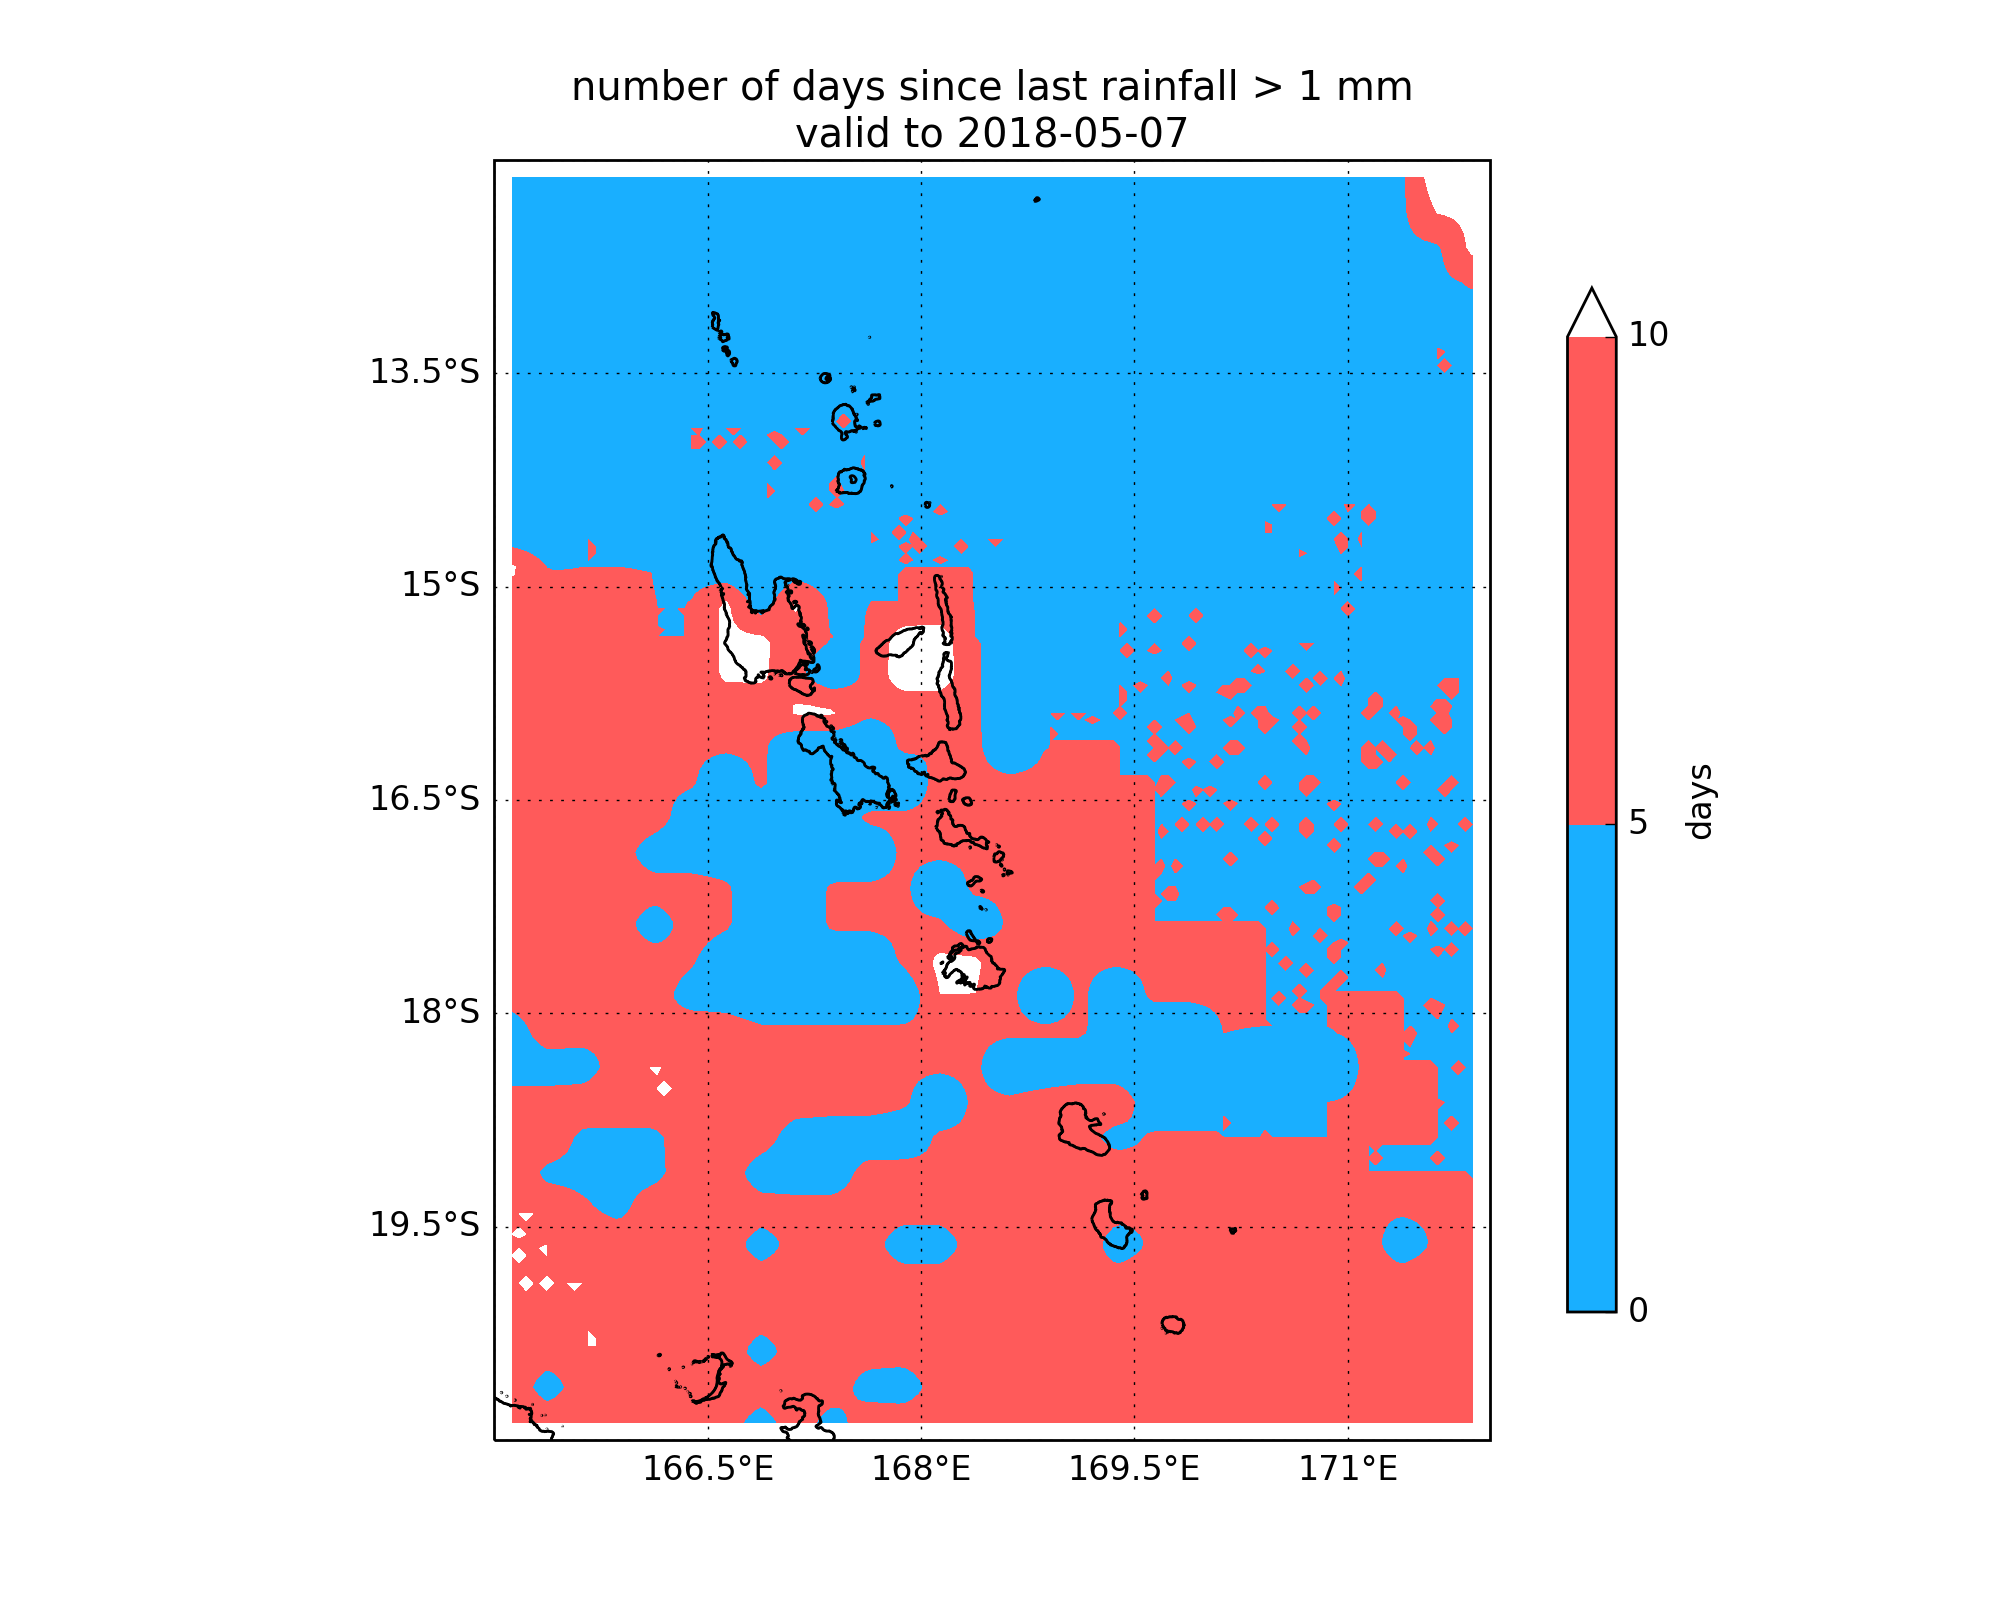 number of days since last rainfall > 1 mm
valid to 2018-05-07
13.5°S
15°S
16.5°S
18°S
19.5°S
166.5°E
168°E
169.5°E
171°E
10
5
0
days